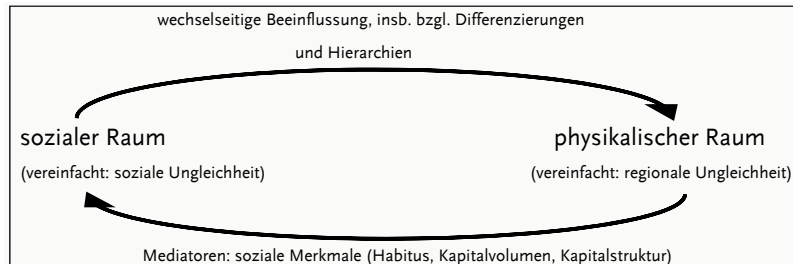 wechselseitige Beeinflussung, insb. bzgl. Differenzierungen
und Hierarchien
sozialer Raum
physikalischer Raum
(vereinfacht: soziale Ungleichheit)
(vereinfacht: regionale Ungleichheit)
Mediatoren: soziale Merkmale (Habitus, Kapitalvolumen, Kapitalstruktur)